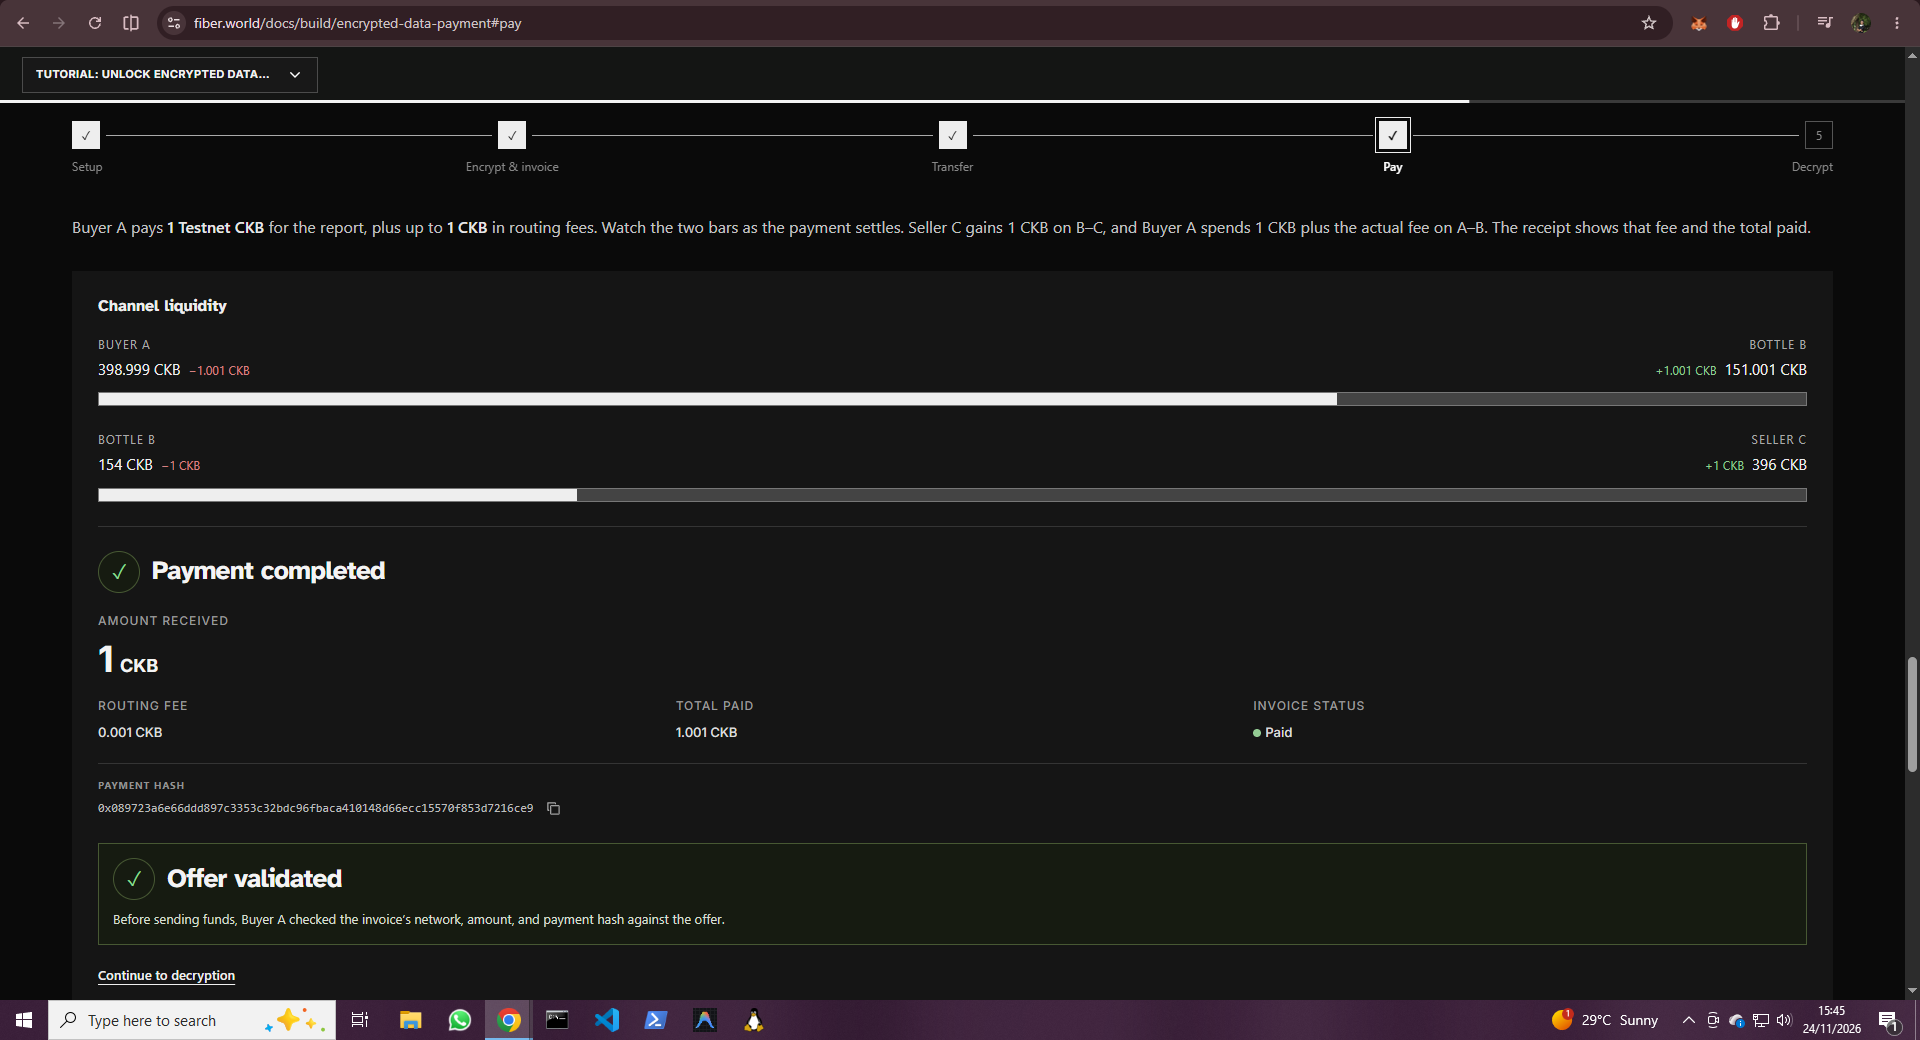 fiber.world/docs/build/encrypted-data-payment#pay
TUTORIAL: UNLOCK ENCRYPTED DATA...
5
Setup
Encrypt & invoice
Transfer
Pay
Decrypt
Buyer A pays 1 Testnet CKB for the report, plus up to 1 CKB in routing fees. Watch the two bars as the payment settles. Seller C gains 1 CKB on B–C, and Buyer A spends 1 CKB plus the actual fee on A–B. The receipt shows that fee and the total paid.
Channel liquidity
BUYER A
BOTTLE B
398.999 CKB −1.001 CKB
+1.001 CKB 151.001 CKB
BOTTLE B
SELLER C
154 CKB −1 CKB
+1 CKB 396 CKB
Payment completed
AMOUNT RECEIVED
1 CKB
ROUTING FEE
TOTAL PAID
INVOICE STATUS
0.001 CKB
1.001 CKB
Paid
PAYMENT HASH
0x089723a6e66ddd897c3353c32bdc96fbaca410148d66ecc15570f853d7216ce9
Offer validated
Before sending funds, Buyer A checked the invoice’s network, amount, and payment hash against the offer.
Continue to decryption
Type here to search
1
29°C Sunny
15:45
24/11/2026
1